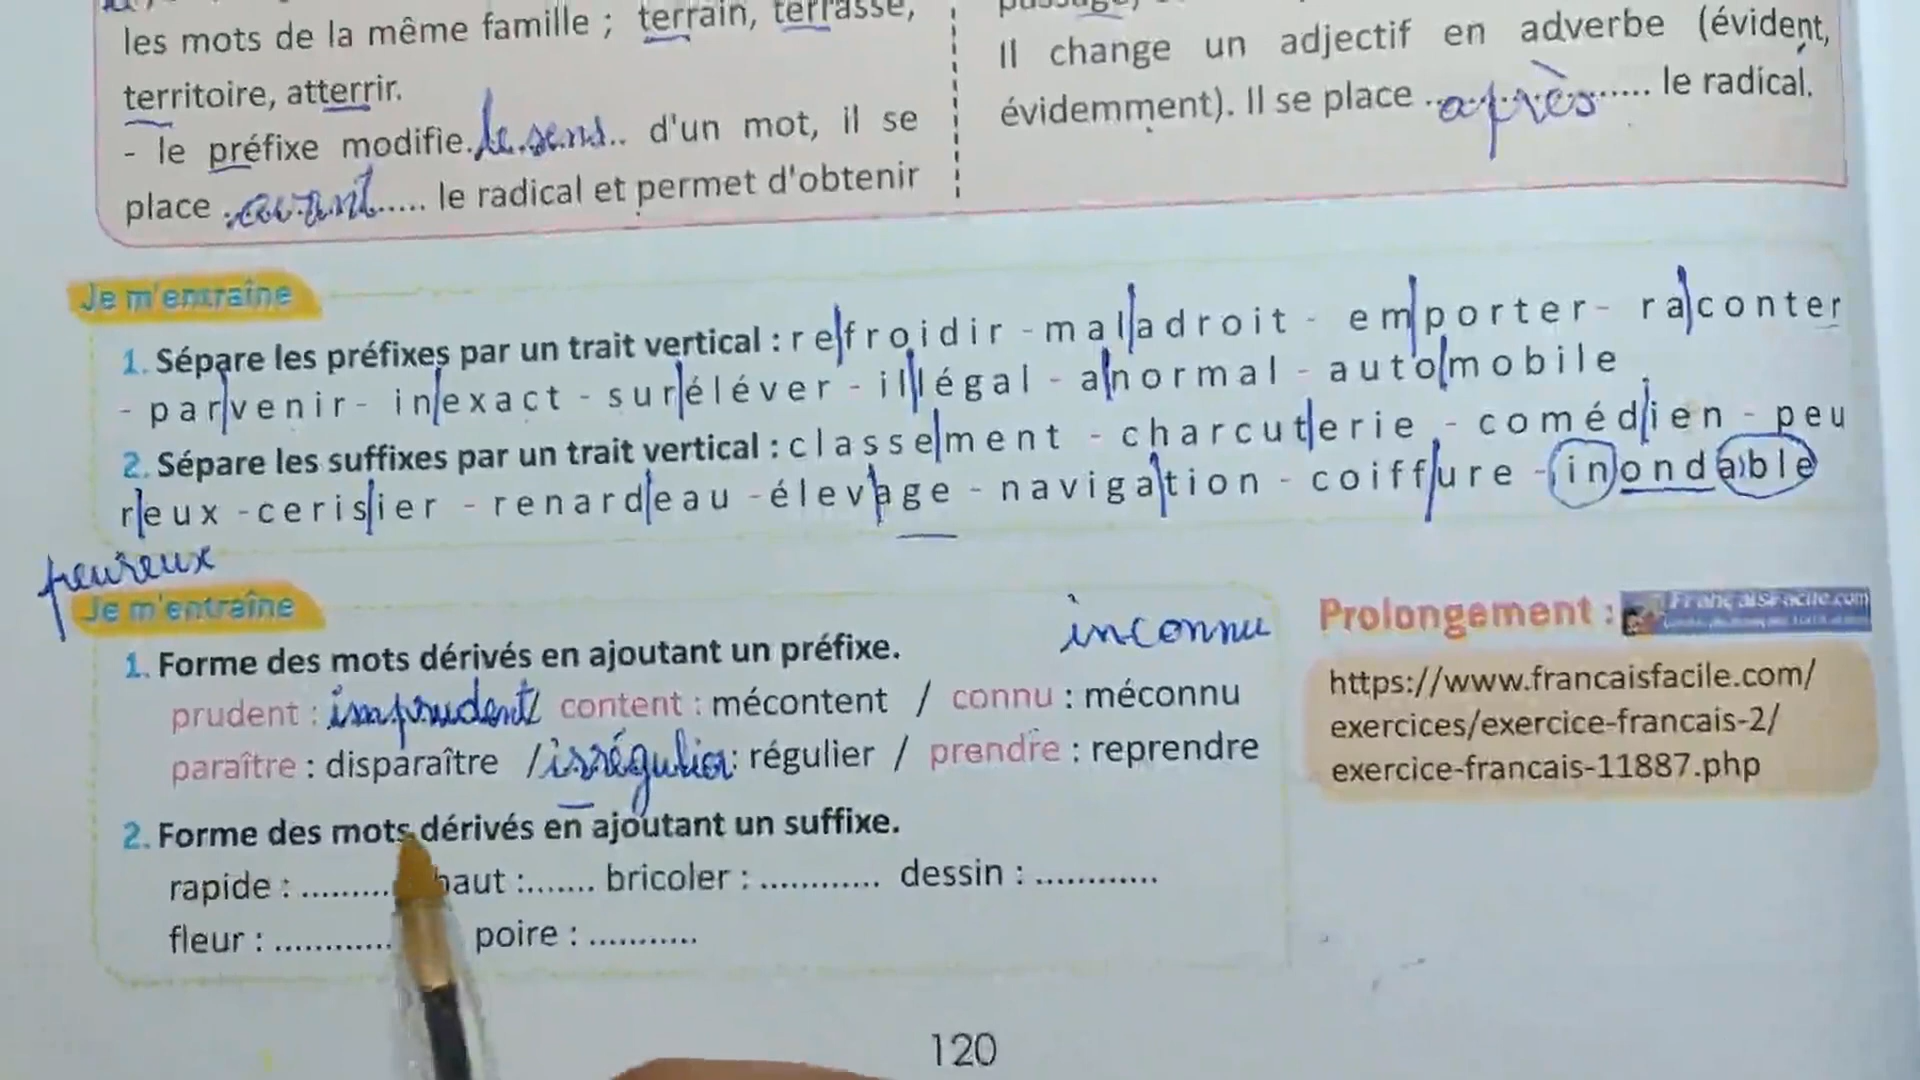 les mots de la même famille ; terrain, terrasse,
territoire, atterrir.
- le préfixe modifie.le sens.. d'un mot, il se
place .avant..... le radical et permet d'obtenir
Il change un adjectif en adverbe (évident,
évidemment). Il se place ..après...... le radical.
Je m'entraîne
1. Sépare les préfixes par un trait vertical : re|froidir - mal|adroit - em|porter - ra|conter
- par|venir - in|exact - sur|éléver - il|légal - a|normal - auto|mobile
2. Sépare les suffixes par un trait vertical : classe|ment - charcut|erie - coméd|ien - peu
r|eux - ceris|ier - renard|eau - élev|age - naviga|tion - coiff|ure - inondable
peureux
Je m'entraîne
inconnu
1. Forme des mots dérivés en ajoutant un préfixe.
prudent : imprudent/ content : mécontent / connu : méconnu
paraître : disparaître / irrégulier: régulier / prendre : reprendre
2. Forme des mots dérivés en ajoutant un suffixe.
rapide : ......... haut :....... bricoler : ............ dessin : ............
fleur : ............ poire : ...........
Prolongement :
https://www.francaisfacile.com/
exercices/exercice-francais-2/
exercice-francais-11887.php
120